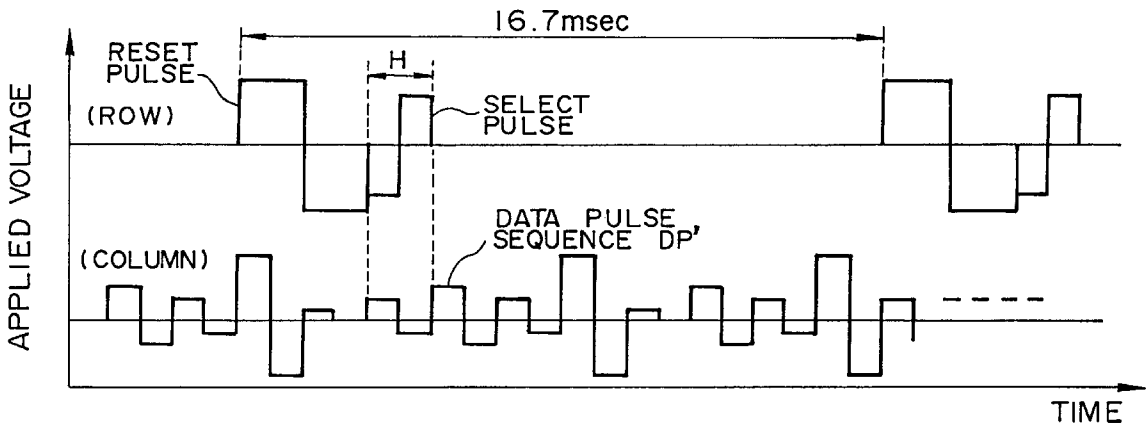 16.7msec
RESET
PULSE
H
(ROW)
SELECT
PULSE
APPLIED VOLTAGE
DATA PULSE
SEQUENCE DP'
(COLUMN)
TIME